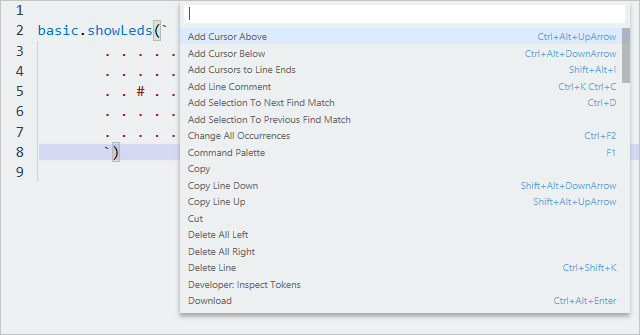 1
2 basic.showLeds(`
3 . . . . .
4 . . . . .
5 . . # . .
6 . . . . .
7 . . . . .
8 `)
9
Add Cursor Above Ctrl+Alt+UpArrow
Add Cursor Below Ctrl+Alt+DownArrow
Add Cursors to Line Ends Shift+Alt+I
Add Line Comment Ctrl+K Ctrl+C
Add Selection To Next Find Match Ctrl+D
Add Selection To Previous Find Match
Change All Occurrences Ctrl+F2
Command Palette F1
Copy
Copy Line Down Shift+Alt+DownArrow
Copy Line Up Shift+Alt+UpArrow
Cut
Delete All Left
Delete All Right
Delete Line Ctrl+Shift+K
Developer: Inspect Tokens
Download Ctrl+Alt+Enter